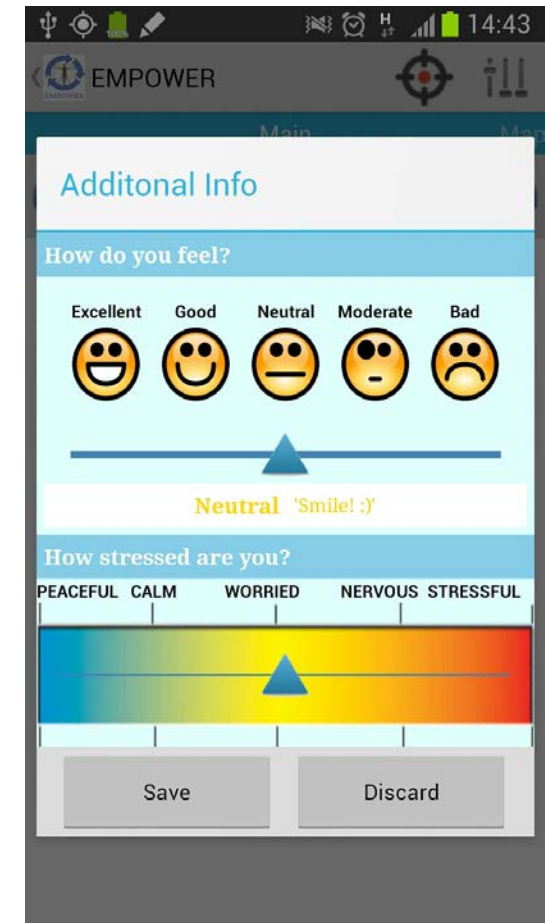 14:43
EMPOWER
Main Map
Additonal Info
How do you feel?
Excellent Good Neutral Moderate Bad
Neutral 'Smile! :)'
How stressed are you?
PEACEFUL CALM WORRIED NERVOUS STRESSFUL
Save Discard